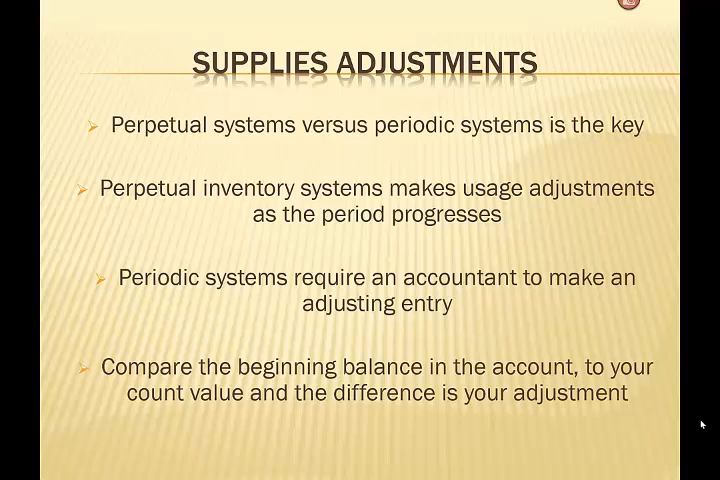 SUPPLIES ADJUSTMENTS
Perpetual systems versus periodic systems is the key
Perpetual inventory systems makes usage adjustments
as the period progresses
Periodic systems require an accountant to make an
adjusting entry
Compare the beginning balance in the account, to your
count value and the difference is your adjustment